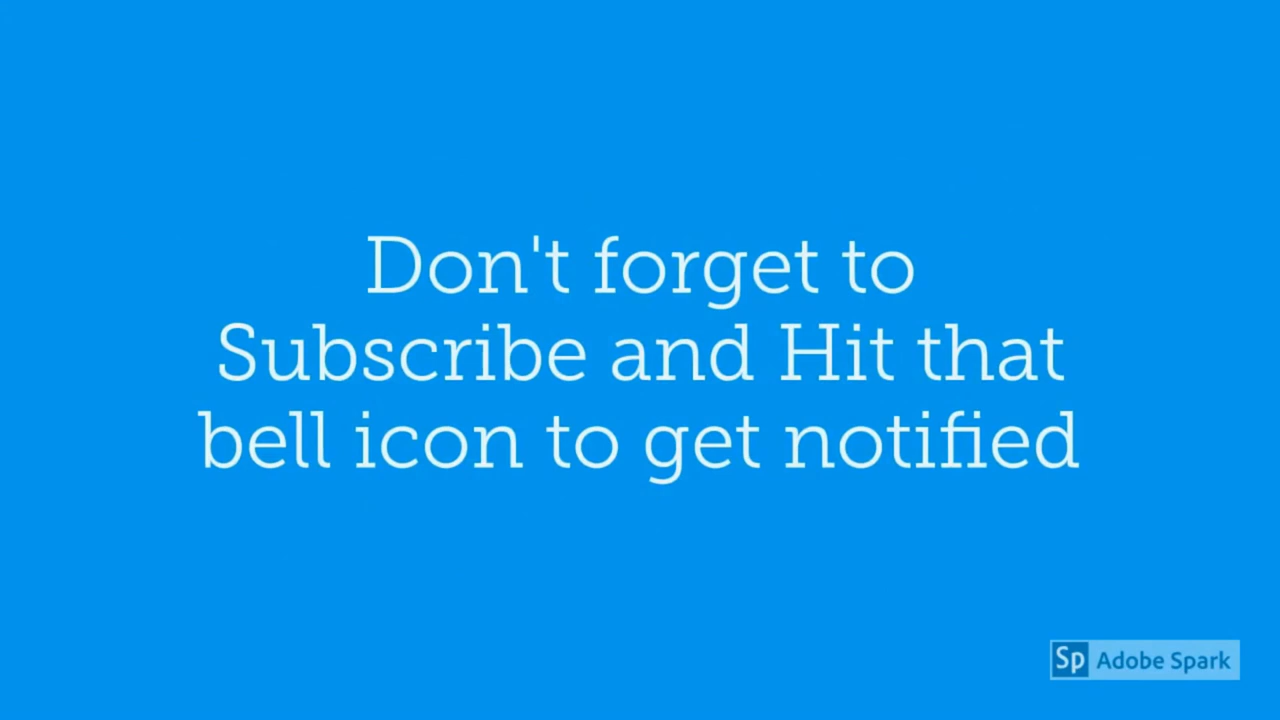 Don't forget to
Subscribe and Hit that
bell icon to get notified
Sp Adobe Spark